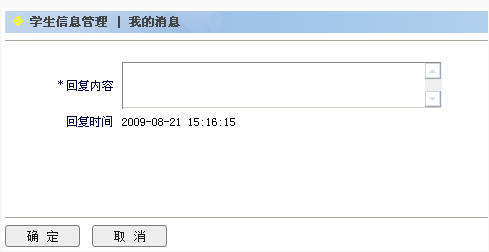 学生信息管理 | 我的消息
*回复内容
回复时间 2009-08-21 15:16:15
确 定 取 消